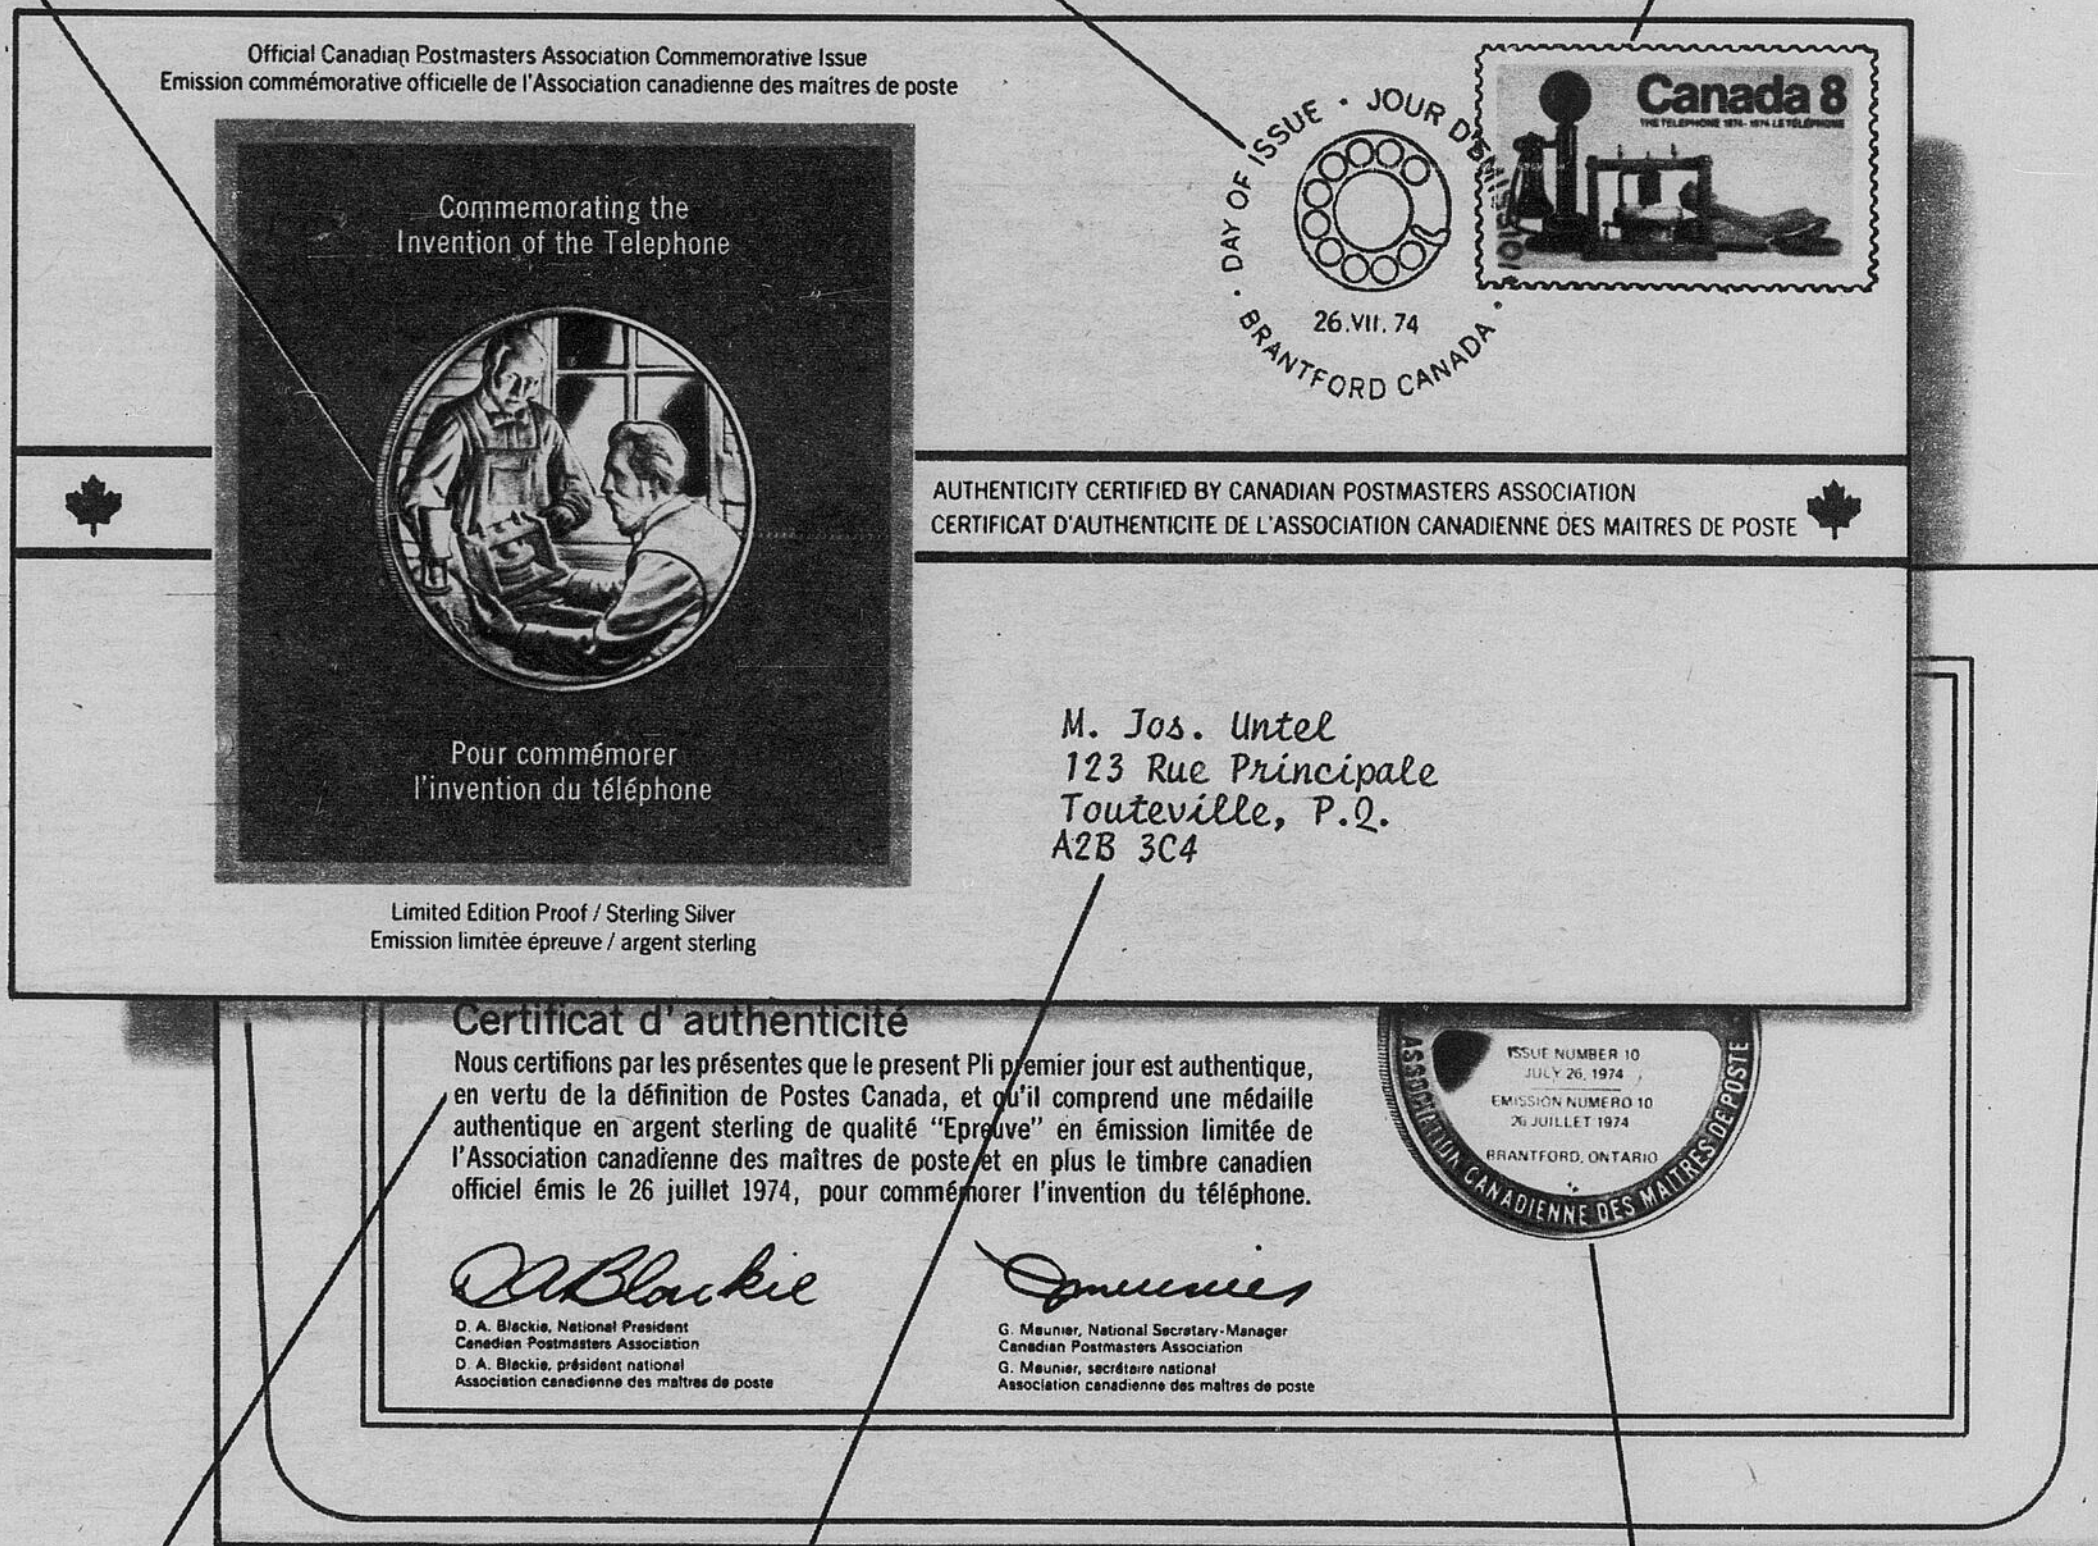 Official Canadian Postmasters Association Commemorative Issue
Emission commémorative officielle de l'Association canadienne des maîtres de poste
Commemorating the
Invention of the Telephone
Pour commémorer
l'invention du téléphone
Limited Edition Proof / Sterling Silver
Emission limitée épreuve / argent sterling
• DAY OF ISSUE • JOUR D'ÉMISSION •
26.VII.74
BRANTFORD CANADA
Canada 8
THE TELEPHONE 1874-1974 LE TÉLÉPHONE
AUTHENTICITY CERTIFIED BY CANADIAN POSTMASTERS ASSOCIATION
CERTIFICAT D'AUTHENTICITE DE L'ASSOCIATION CANADIENNE DES MAITRES DE POSTE
M. Jos. Untel
123 Rue Principale
Touteville, P.Q.
A2B 3C4
Certificat d'authenticité
Nous certifions par les présentes que le present Pli premier jour est authentique,
en vertu de la définition de Postes Canada, et qu'il comprend une médaille
authentique en argent sterling de qualité "Epreuve" en émission limitée de
l'Association canadienne des maîtres de poste et en plus le timbre canadien
officiel émis le 26 juillet 1974, pour commémorer l'invention du téléphone.
DABlackie
D. A. Blackie, National President
Canadian Postmasters Association
D. A. Blackie, président national
Association canadienne des maîtres de poste
GMeunier
G. Meunier, National Secretary-Manager
Canadian Postmasters Association
G. Meunier, secrétaire national
Association canadienne des maîtres de poste
ISSUE NUMBER 10
JULY 26, 1974
EMISSION NUMERO 10
26 JUILLET 1974
BRANTFORD, ONTARIO
ASSOCIATION CANADIENNE DES MAITRES DE POSTE